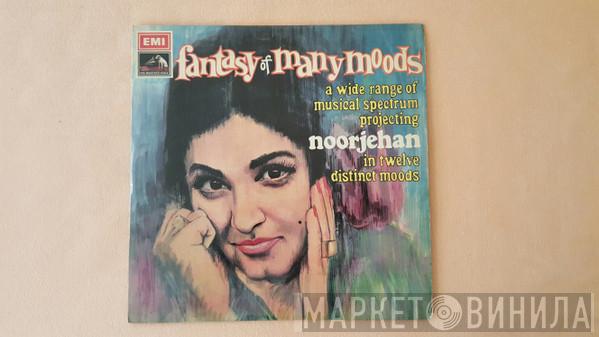 EMI
fantasy of many moods
a wide range of
musical spectrum
projecting
noorjehan
in twelve
distinct moods
МАРКЕТ ВИНИЛА